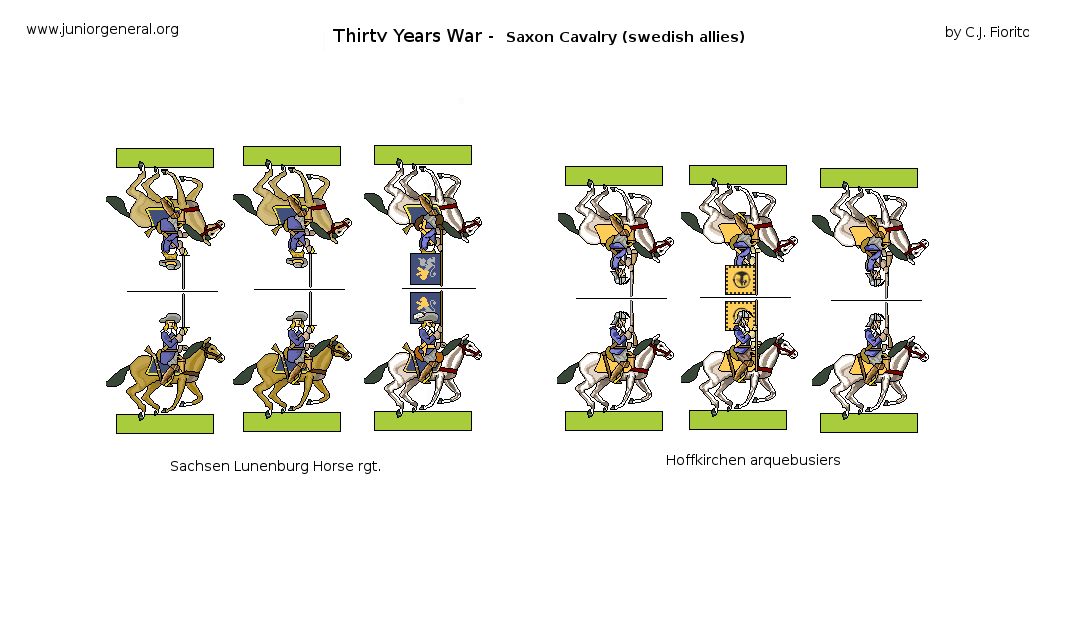 www.juniorgeneral.org
Thirty Years War - Saxon Cavalry (swedish allies)
by C.J. Fiorito
Sachsen Lunenburg Horse rgt.
Hoffkirchen arquebusiers